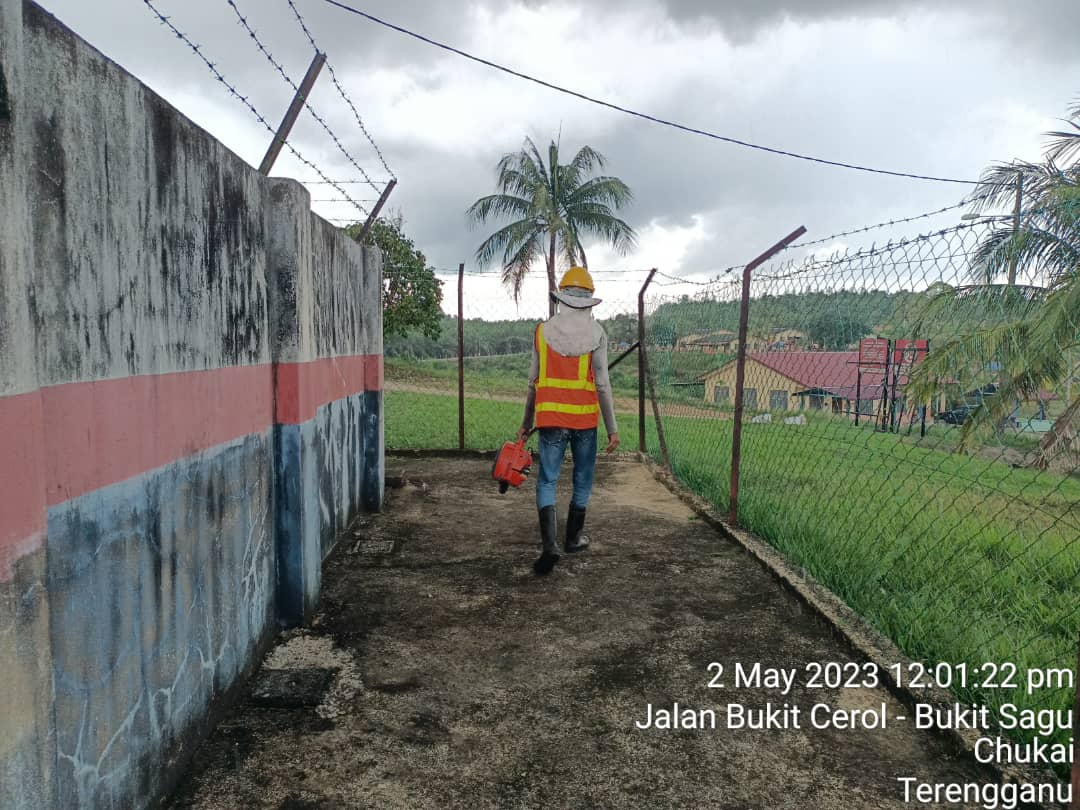 2 May 2023 12:01:22 pm
Jalan Bukit Cerol - Bukit Sagu
Chukai
Terengganu